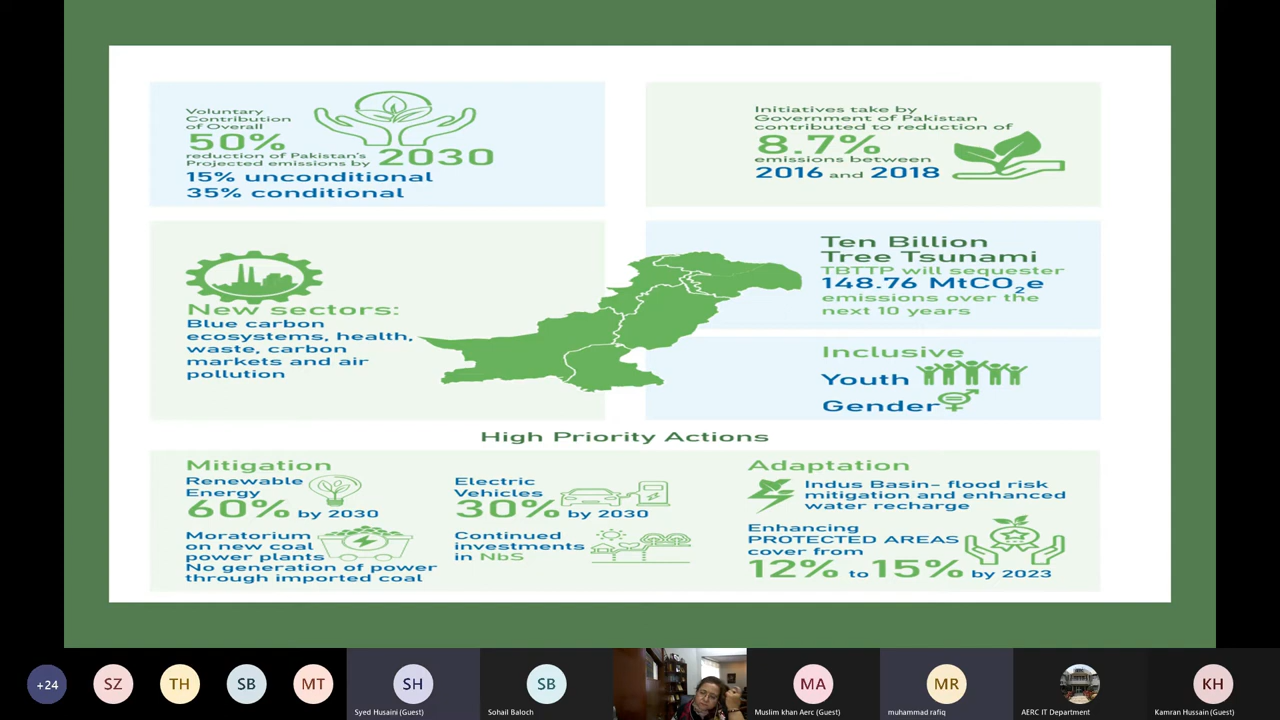 Voluntary
Contribution
of Overall
50%
reduction of Pakistan's
Projected emissions by 2030
15% unconditional
35% conditional
Initiatives take by
Government of Pakistan
contributed to reduction of
8.7%
emissions between
2016 and 2018
New sectors:
Blue carbon
ecosystems, health,
waste, carbon
markets and air
pollution
Ten Billion
Tree Tsunami
TBTTP will sequester
148.76 MtCO₂e
emissions over the
next 10 years
Inclusive
Youth
Gender
High Priority Actions
Mitigation
Renewable
Energy
60% by 2030
Moratorium
on new coal
power plants
No generation of power
through imported coal
Electric
Vehicles
30% by 2030
Continued
investments
in NbS
Adaptation
Indus Basin– flood risk
mitigation and enhanced
water recharge
Enhancing
PROTECTED AREAS
cover from
12% to 15% by 2023
+24
SZ
TH
SB
MT
SH
Syed Husaini (Guest)
SB
Sohail Baloch
MA
Muslim khan Aerc (Guest)
MR
muhammad rafiq
AERC IT Department
KH
Kamran Hussain (Guest)